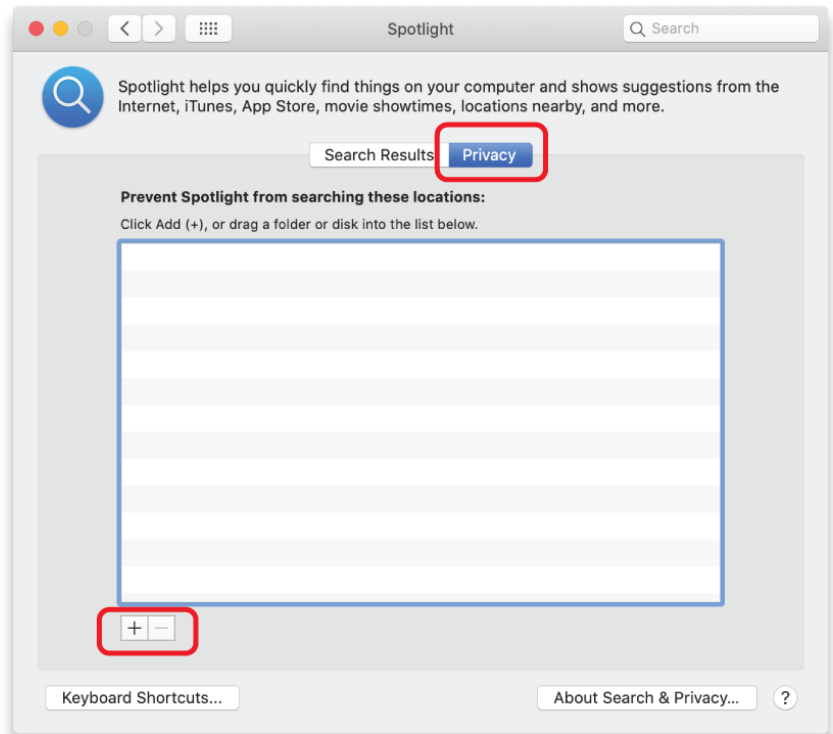 Spotlight
Search
Spotlight helps you quickly find things on your computer and shows suggestions from the
Internet, iTunes, App Store, movie showtimes, locations nearby, and more.
Search Results
Privacy
Prevent Spotlight from searching these locations:
Click Add (+), or drag a folder or disk into the list below.
+ −
Keyboard Shortcuts...
About Search & Privacy...
?